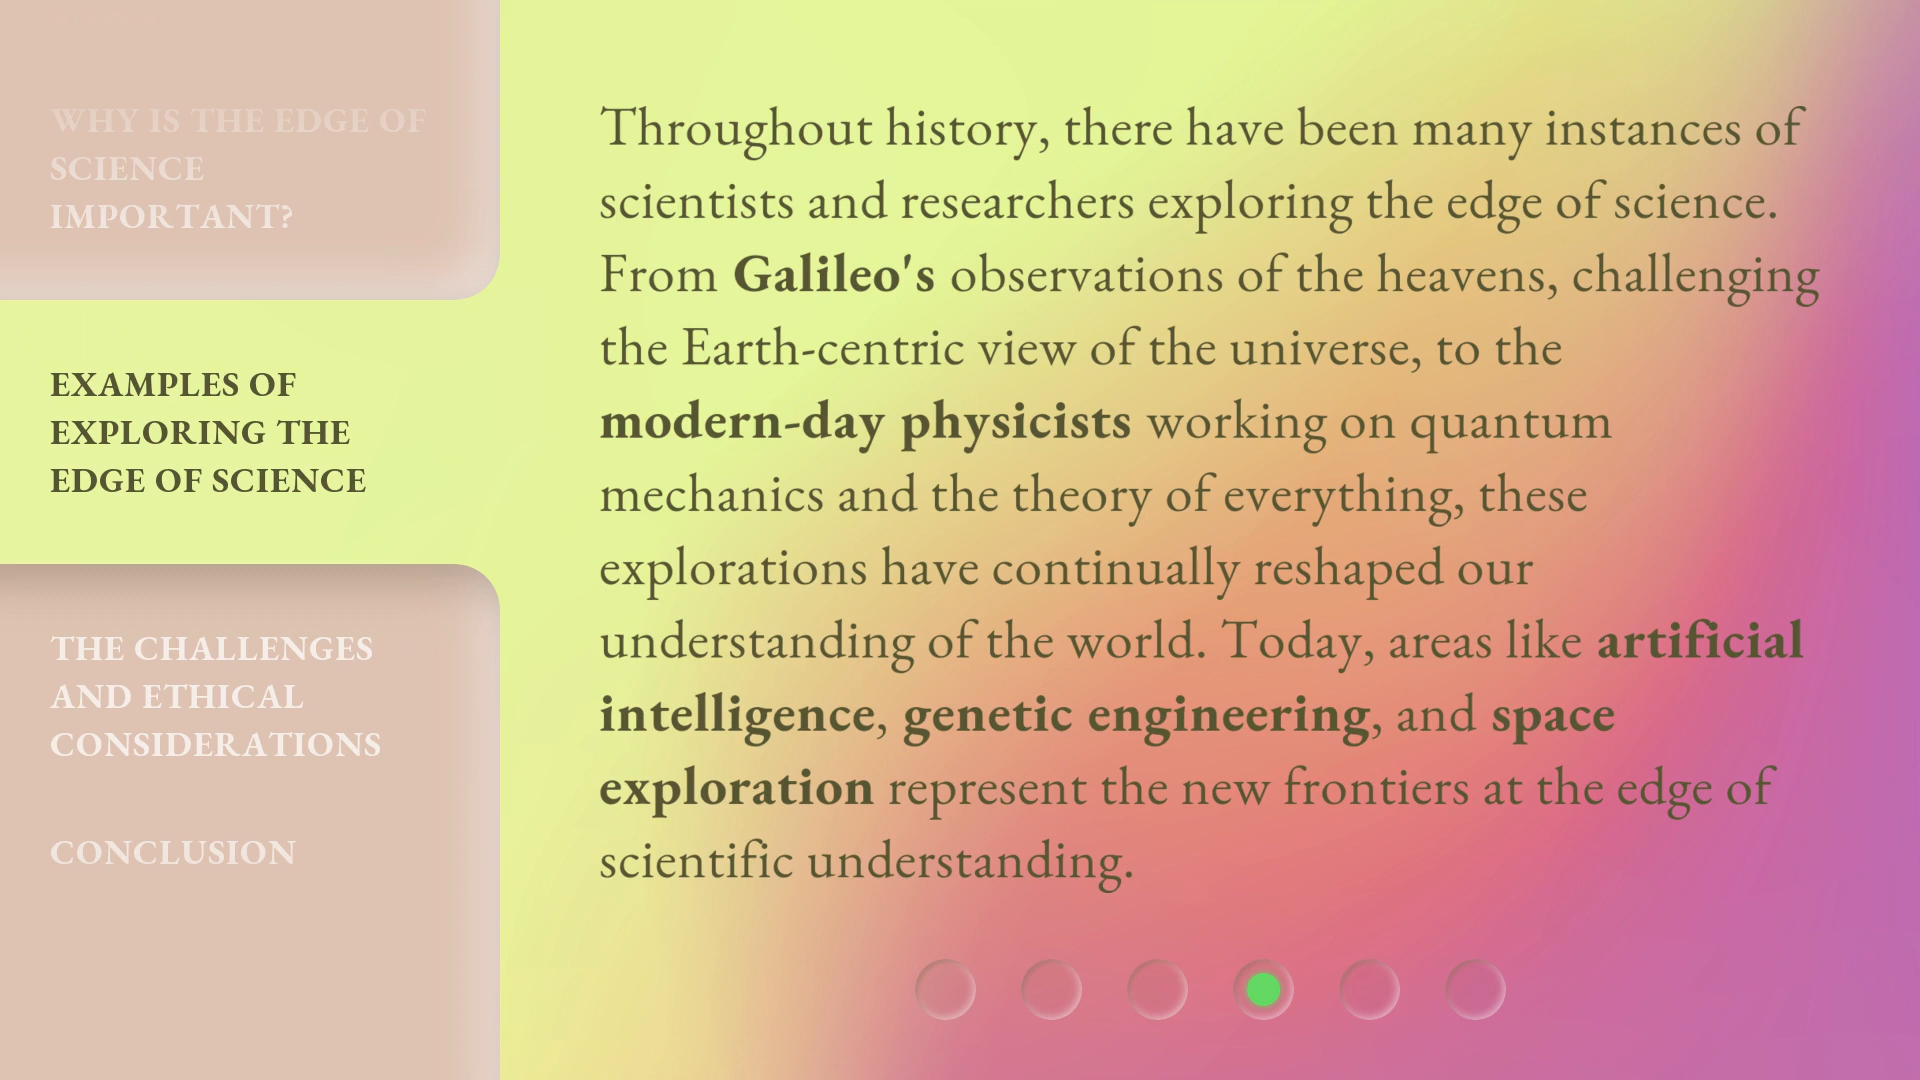 WHY IS THE EDGE OF
SCIENCE
IMPORTANT?
EXAMPLES OF
EXPLORING THE
EDGE OF SCIENCE
THE CHALLENGES
AND ETHICAL
CONSIDERATIONS
CONCLUSION
Throughout history, there have been many instances of
scientists and researchers exploring the edge of science.
From Galileo's observations of the heavens, challenging
the Earth-centric view of the universe, to the
modern-day physicists working on quantum
mechanics and the theory of everything, these
explorations have continually reshaped our
understanding of the world. Today, areas like artificial
intelligence, genetic engineering, and space
exploration represent the new frontiers at the edge of
scientific understanding.